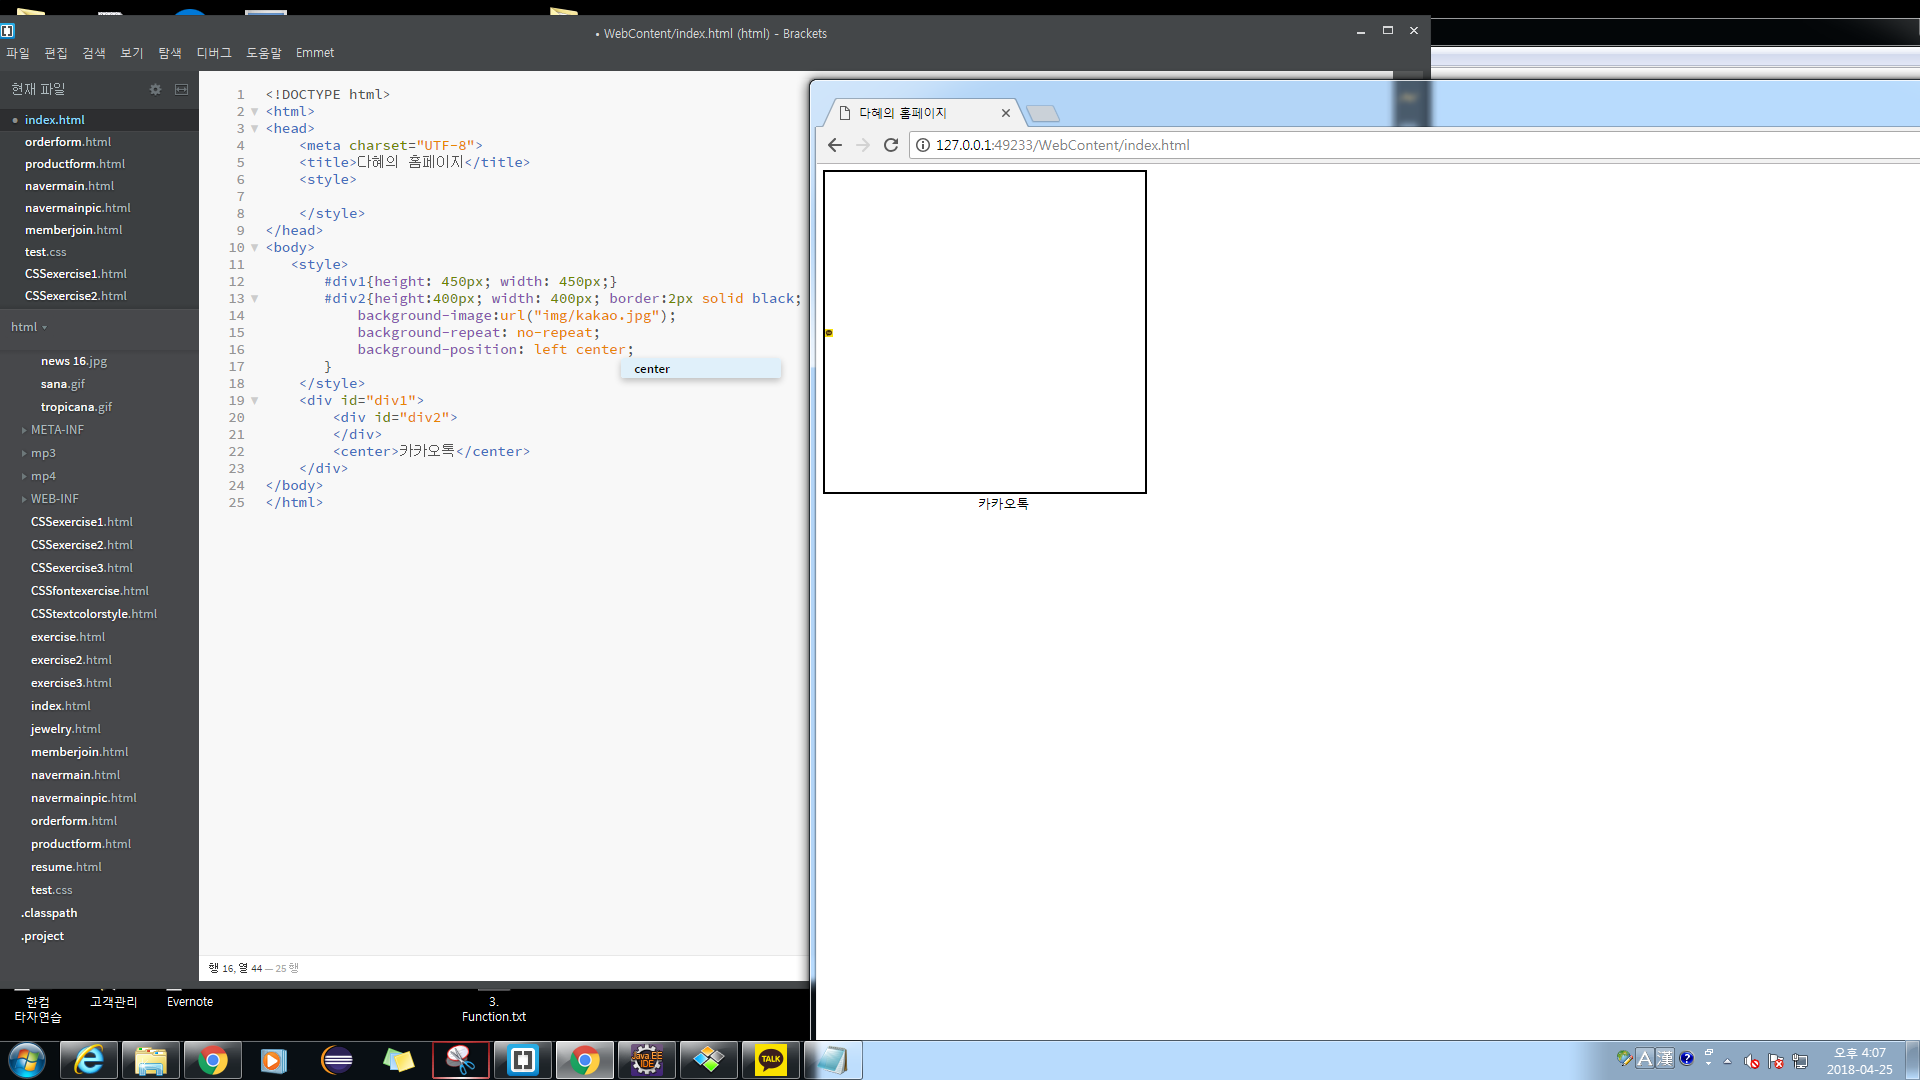 • WebContent/index.html (html) - Brackets
파일 편집 검색 보기 탐색 디버그 도움말 Emmet
현재 파일
• index.html
orderform.html
productform.html
navermain.html
navermainpic.html
memberjoin.html
test.css
CSSexercise1.html
CSSexercise2.html
html
news 16.jpg
sana.gif
tropicana.gif
META-INF
mp3
mp4
WEB-INF
CSSexercise1.html
CSSexercise2.html
CSSexercise3.html
CSSfontexercise.html
CSStextcolorstyle.html
exercise.html
exercise2.html
exercise3.html
index.html
jewelry.html
memberjoin.html
navermain.html
navermainpic.html
orderform.html
productform.html
resume.html
test.css
.classpath
.project
1 <!DOCTYPE html>
2 <html>
3 <head>
4 <meta charset="UTF-8">
5 <title>다혜의 홈페이지</title>
6 <style>
7
8 </style>
9 </head>
10 <body>
11 <style>
12 #div1{height: 450px; width: 450px;}
13 #div2{height:400px; width: 400px; border:2px solid black;
14 background-image:url("img/kakao.jpg");
15 background-repeat: no-repeat;
16 background-position: left center;
17 }
18 </style>
19 <div id="div1">
20 <div id="div2">
21 </div>
22 <center>카카오톡</center>
23 </div>
24 </body>
25 </html>
center
행 16, 열 44 — 25 행
다혜의 홈페이지
127.0.0.1:49233/WebContent/index.html
카카오톡
한컴
타자연습
고객관리
Evernote
3.
Function.txt
Java EE
IDE
TALK
A 漢
오후 4:07
2018-04-25